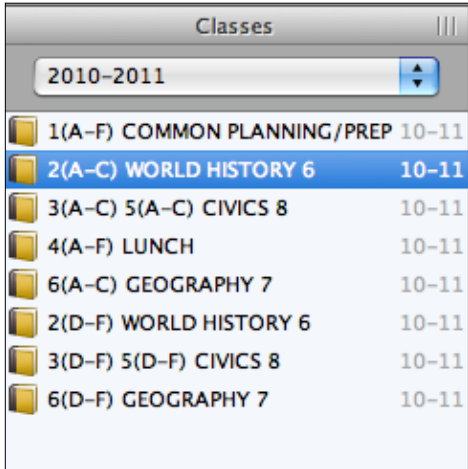 Classes
2010-2011
1(A-F) COMMON PLANNING/PREP 10-11
2(A-C) WORLD HISTORY 6 10-11
3(A-C) 5(A-C) CIVICS 8 10-11
4(A-F) LUNCH 10-11
6(A-C) GEOGRAPHY 7 10-11
2(D-F) WORLD HISTORY 6 10-11
3(D-F) 5(D-F) CIVICS 8 10-11
6(D-F) GEOGRAPHY 7 10-11